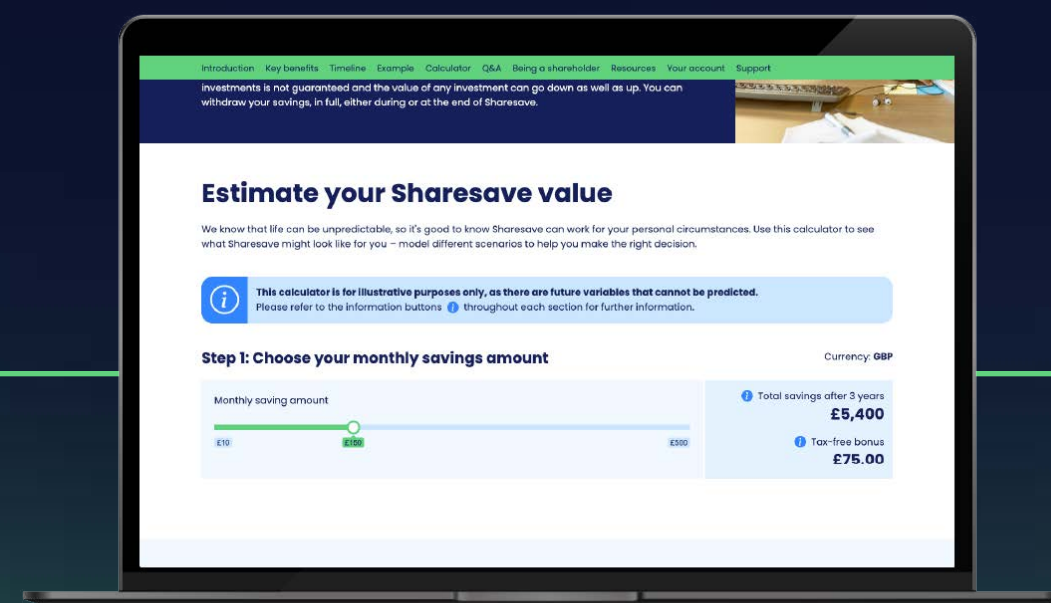 Introduction Key benefits Timeline Example Calculator Q&A Being a shareholder Resources Your account Support
investments is not guaranteed and the value of any investment can go down as well as up. You can
withdraw your savings, in full, either during or at the end of Sharesave.
Estimate your Sharesave value
We know that life can be unpredictable, so it's good to know Sharesave can work for your personal circumstances. Use this calculator to see
what Sharesave might look like for you – model different scenarios to help you make the right decision.
This calculator is for illustrative purposes only, as there are future variables that cannot be predicted.
Please refer to the information buttons i throughout each section for further information.
Step 1: Choose your monthly savings amount
Currency: GBP
Monthly saving amount
£10
£150
£500
Total savings after 3 years
£5,400
Tax-free bonus
£75.00